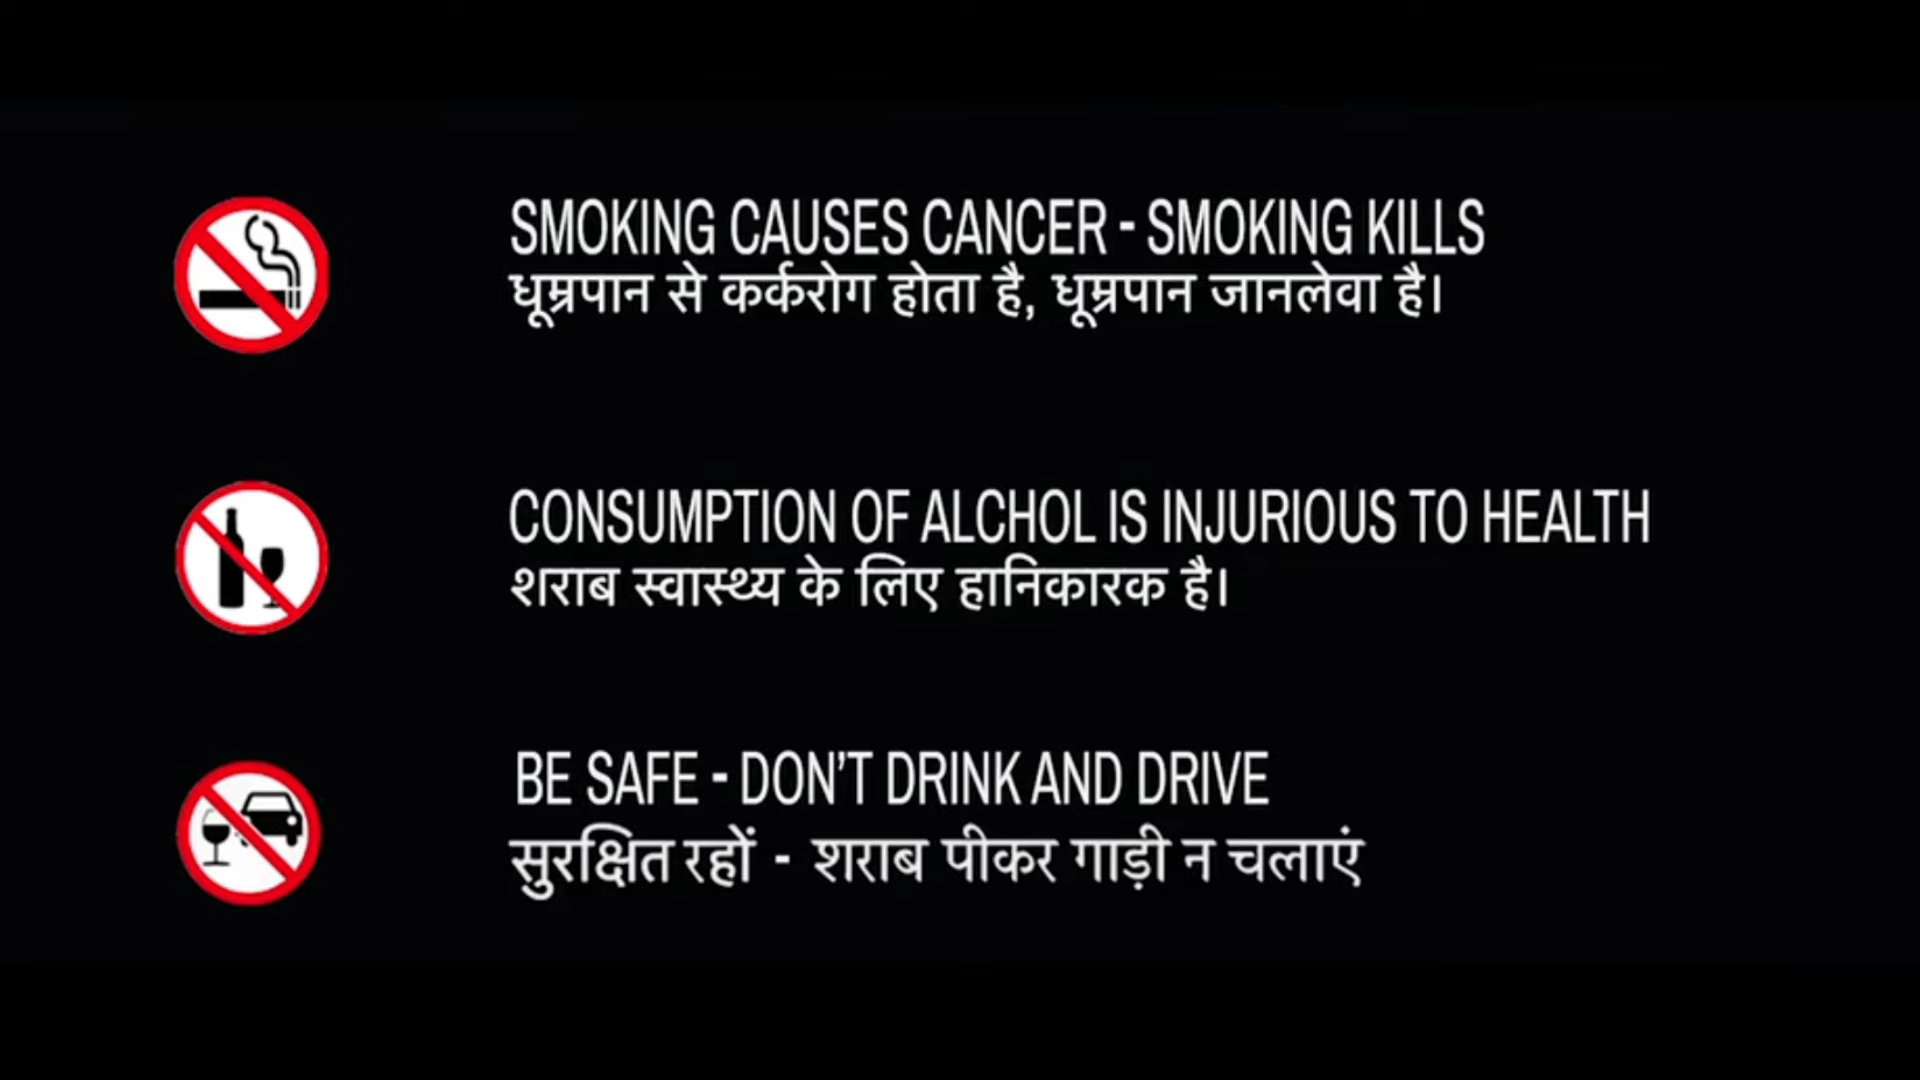 SMOKING CAUSES CANCER - SMOKING KILLS
धूम्रपान से कर्करोग होता है, धूम्रपान जानलेवा है।
CONSUMPTION OF ALCHOL IS INJURIOUS TO HEALTH
शराब स्वास्थ्य के लिए हानिकारक है।
BE SAFE - DON'T DRINK AND DRIVE
सुरक्षित रहों - शराब पीकर गाड़ी न चलाएं